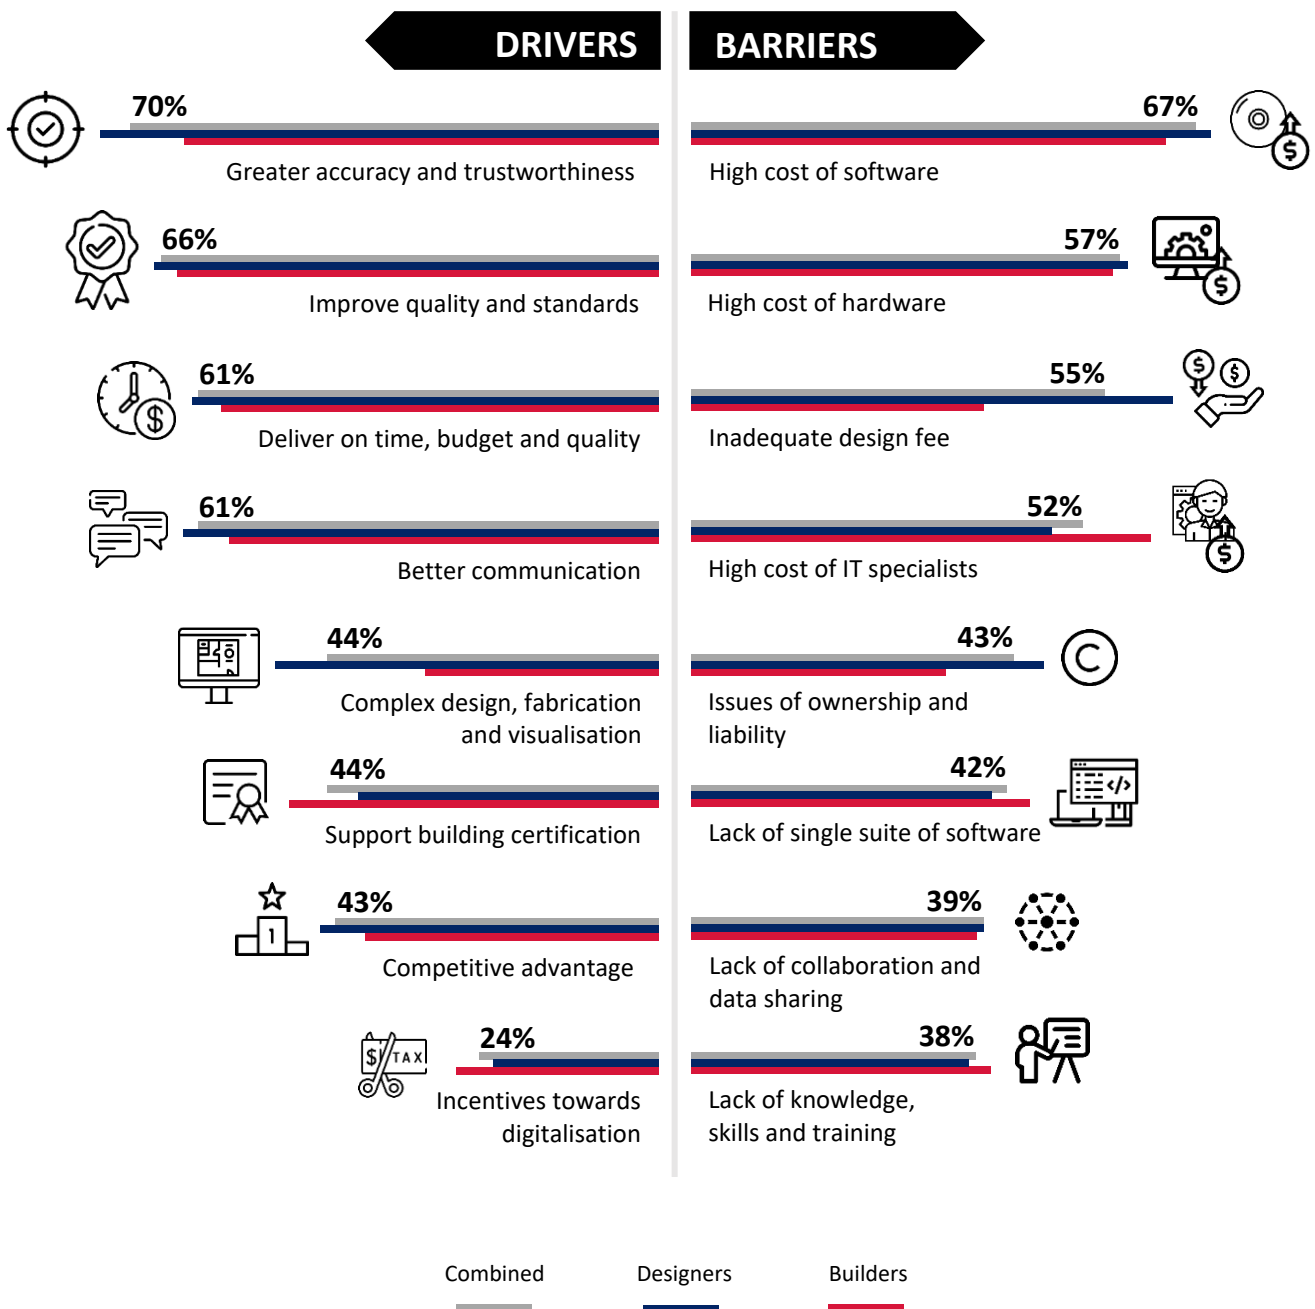 DRIVERS
BARRIERS
70%
Greater accuracy and trustworthiness
67%
High cost of software
$
66%
Improve quality and standards
57%
High cost of hardware
$
61%
Deliver on time, budget and quality
$
55%
Inadequate design fee
$
$
61%
Better communication
52%
High cost of IT specialists
$
44%
Complex design, fabrication
and visualisation
43%
Issues of ownership and
liability
C
44%
Support building certification
42%
Lack of single suite of software
</>
43%
Competitive advantage
1
39%
Lack of collaboration and
data sharing
24%
Incentives towards
digitalisation
$ TAX
38%
Lack of knowledge,
skills and training
Combined
Designers
Builders